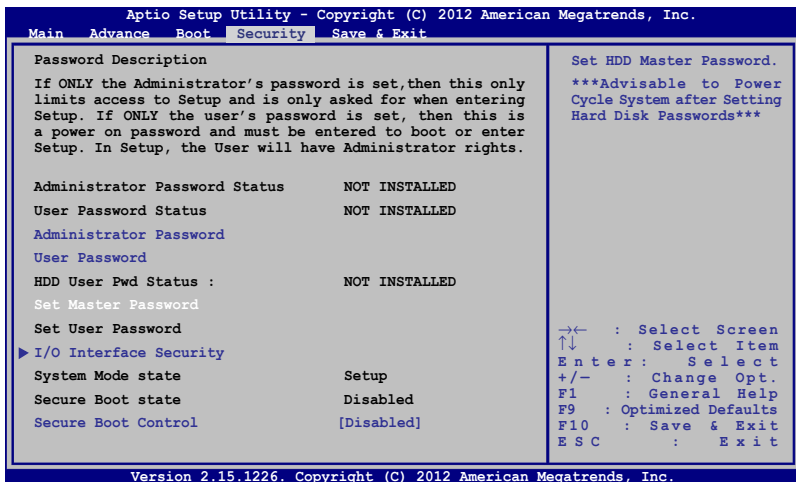 Aptio Setup Utility - Copyright (C) 2012 American Megatrends, Inc.
Main Advance Boot Security Save & Exit
Password Description
If ONLY the Administrator's password is set,then this only
limits access to Setup and is only asked for when entering
Setup. If ONLY the user's password is set, then this is
a power on password and must be entered to boot or enter
Setup. In Setup, the User will have Administrator rights.
Administrator Password Status NOT INSTALLED
User Password Status NOT INSTALLED
Administrator Password
User Password
HDD User Pwd Status : NOT INSTALLED
Set Master Password
Set User Password
I/O Interface Security
System Mode state Setup
Secure Boot state Disabled
Secure Boot Control [Disabled]
Set HDD Master Password.
***Advisable to Power
Cycle System after Setting
Hard Disk Passwords***
→← : Select Screen
↑↓ : Select Item
Enter: Select
+/— : Change Opt.
F1 : General Help
F9 : Optimized Defaults
F10 : Save & Exit
ESC : Exit
Version 2.15.1226. Copyright (C) 2012 American Megatrends, Inc.